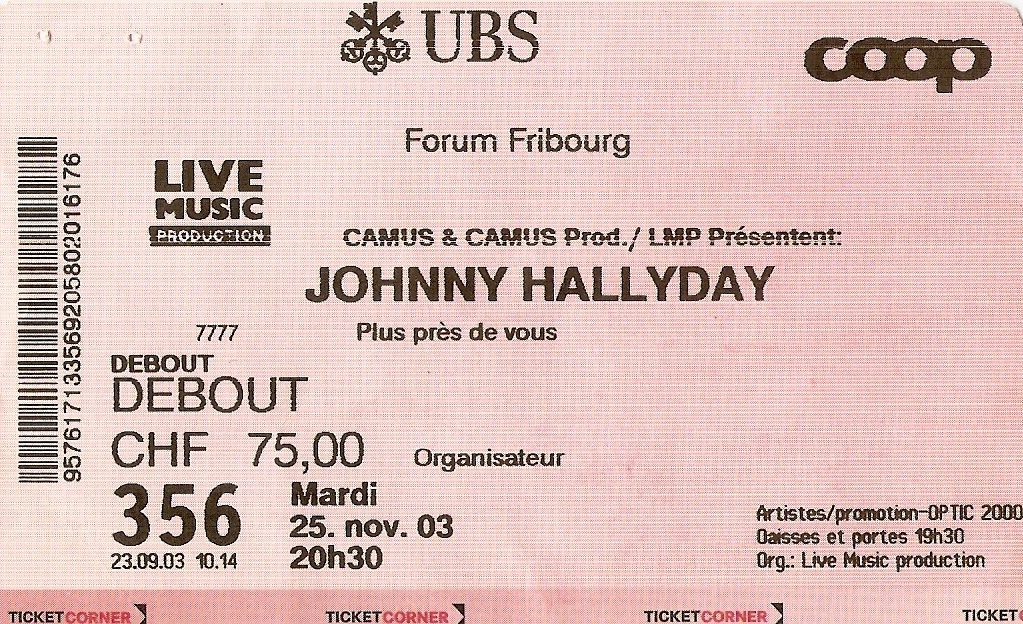 UBS
coop
Forum Fribourg
LIVE
MUSIC
PRODUCTION
CAMUS & CAMUS Prod./ LMP Présentent:
JOHNNY HALLYDAY
7777 Plus près de vous
DEBOUT
DEBOUT
CHF 75,00 Organisateur
356
Mardi
25. nov. 03
20h30
23.09.03 10.14
Artistes/promotion-OPTIC 2000
Caisses et portes 19h30
Org.: Live Music production
9576171335692058020161​76
TICKETCORNER TICKETCORNER TICKETCORNER TICKET